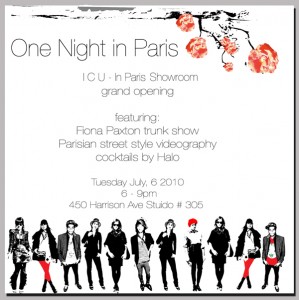 One Night in Paris
I C U - In Paris Showroom
grand opening
featuring:
Fiona Paxton trunk show
Parisian street style videography
cocktails by Halo
Tuesday July, 6 2010
6 - 9pm
450 Harrison Ave Stuido # 305